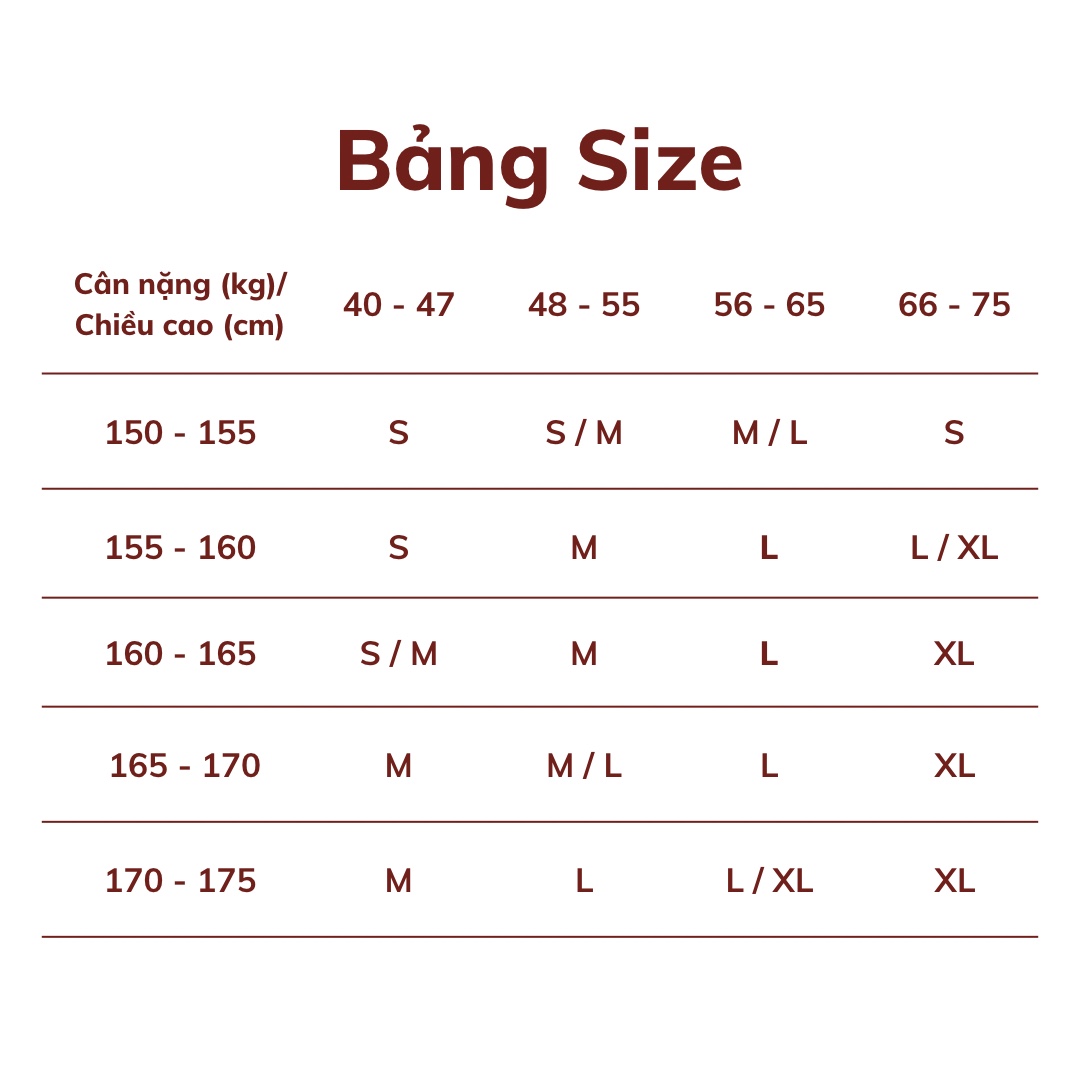 Bảng Size
Cân nặng (kg)/
Chiều cao (cm)
40 - 47 48 - 55 56 - 65 66 - 75
150 - 155 S S / M M / L S
155 - 160 S M L L / XL
160 - 165 S / M M L XL
165 - 170 M M / L L XL
170 - 175 M L L / XL XL